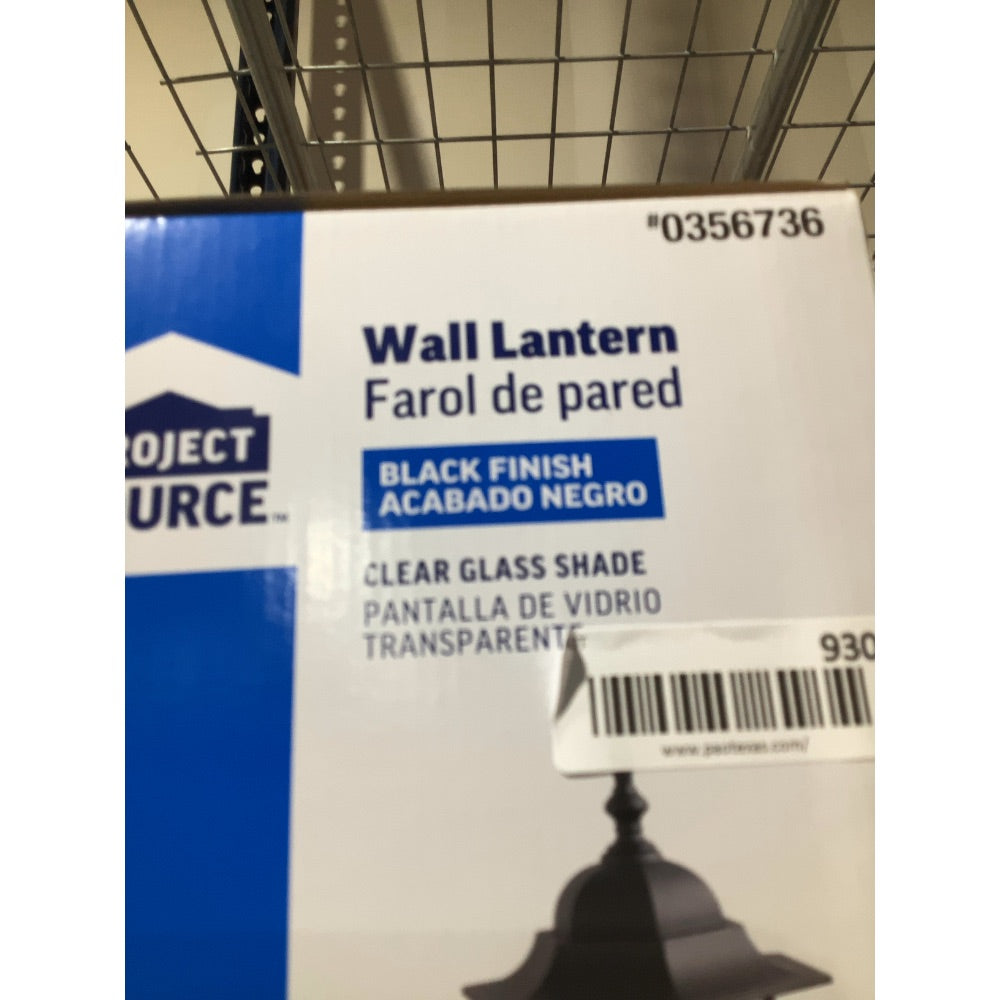 #0356736
Wall Lantern
Farol de pared
ROJECT
URCE™
BLACK FINISH
ACABADO NEGRO
CLEAR GLASS SHADE
PANTALLA DE VIDRIO
TRANSPARENTE
930